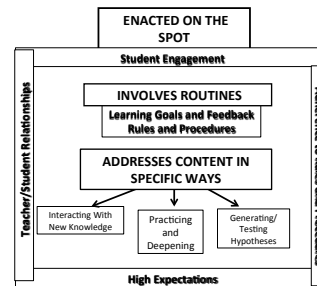 ENACTED ON THE
SPOT
Student Engagement
Teacher/Student Relationships
INVOLVES ROUTINES
Learning Goals and Feedback
Rules and Procedures
ADDRESSES CONTENT IN
SPECIFIC WAYS
Interacting With
New Knowledge
Practicing
and
Deepening
Generating/
Testing
Hypotheses
High Expectations